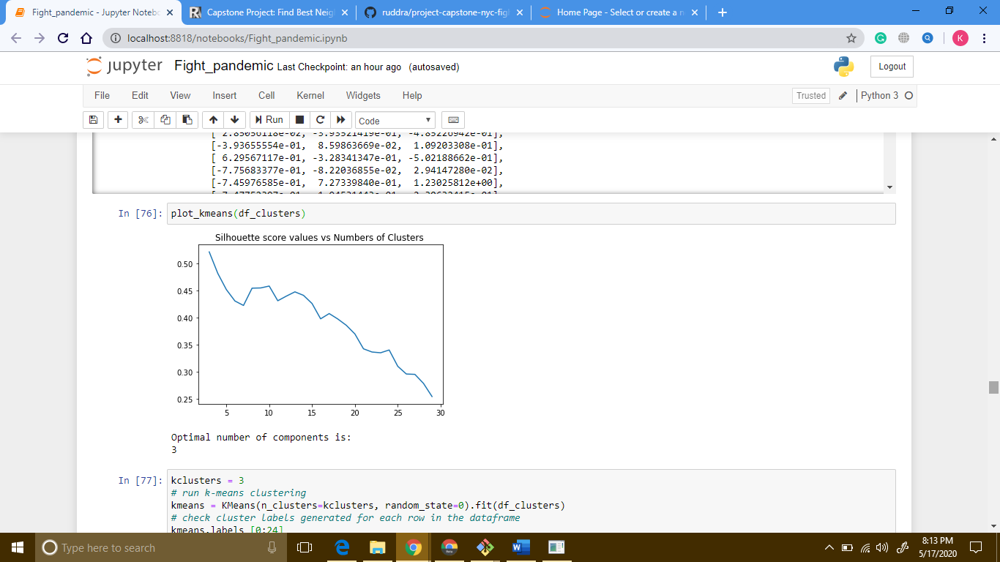 Fight_pandemic - Jupyter Noteb
Capstone Project: Find Best Neig
ruddra/project-capstone-nyc-fig
Home Page - Select or create a n
localhost:8818/notebooks/Fight_pandemic.ipynb
K
jupyter Fight_pandemic Last Checkpoint: an hour ago (autosaved)
Logout
File Edit View Insert Cell Kernel Widgets Help
Trusted Python 3
Run Code
[ 2.85056118e-02, -3.93521419e-01, -4.85226942e-01],
[-3.93655554e-01, 8.59863669e-02, 1.09203308e-01],
[ 6.29567117e-01, -3.28341347e-01, -5.02188662e-01],
[-7.75683377e-01, -8.22036855e-02, 2.94147280e-02],
[-7.45976585e-01, 7.27339840e-01, 1.23025812e+00],
In [76]: plot_kmeans(df_clusters)
Silhouette score values vs Numbers of Clusters
0.50
0.45
0.40
0.35
0.30
0.25
5 10 15 20 25 30
Optimal number of components is:
3
In [77]: kclusters = 3
# run k-means clustering
kmeans = KMeans(n_clusters=kclusters, random_state=0).fit(df_clusters)
# check cluster labels generated for each row in the dataframe
kmeans.labels_[0:24]
Type here to search
8:13 PM
5/17/2020